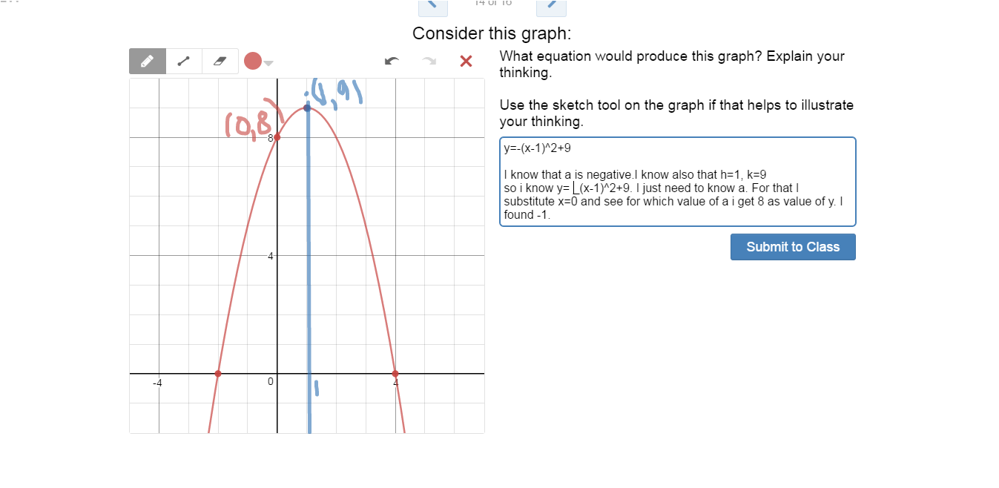 14 of 16
Consider this graph:
What equation would produce this graph? Explain your
thinking.
Use the sketch tool on the graph if that helps to illustrate
your thinking.
y=-(x-1)^2+9
I know that a is negative.I know also that h=1, k=9
so i know y= _(x-1)^2+9. I just need to know a. For that I
substitute x=0 and see for which value of a i get 8 as value of y. I
found -1.
Submit to Class
(1,9)
(0,8)
8
4
-4
0
4
1